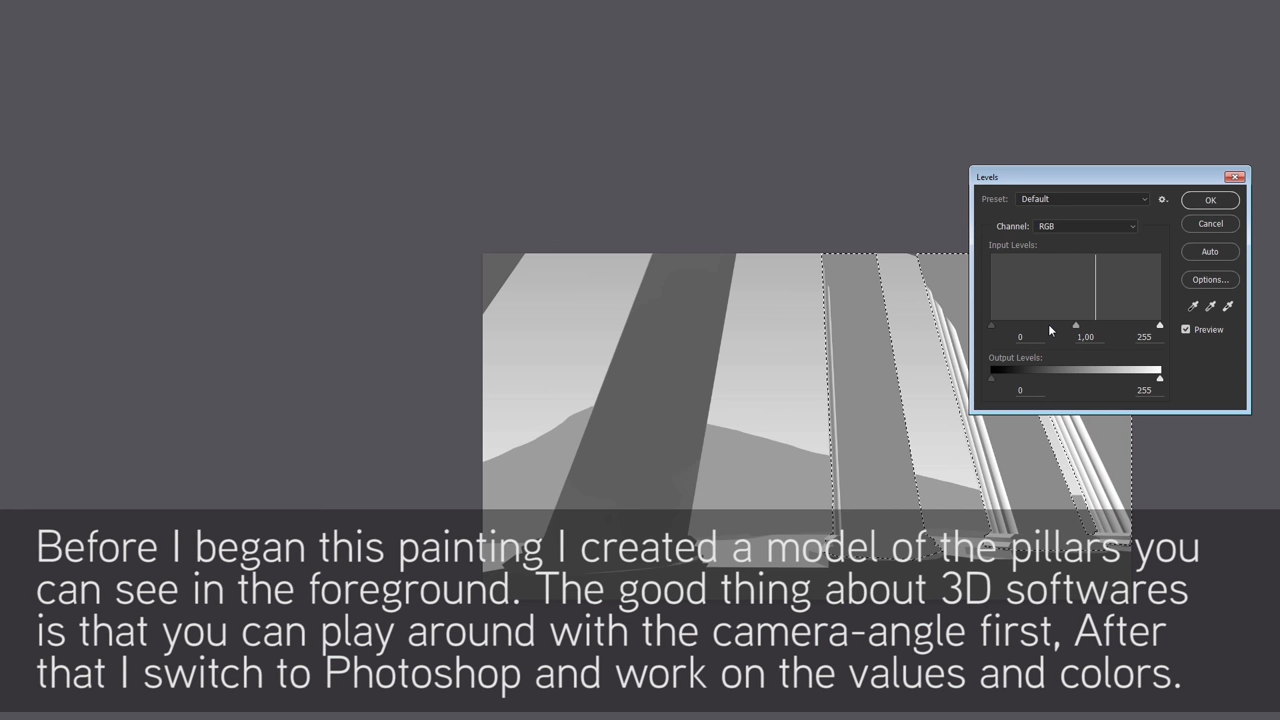 Levels
Preset: Default
OK
Channel: RGB
Cancel
Input Levels:
Auto
Options...
Preview
0 1,00 255
Output Levels:
0 255
Before I began this painting I created a model of the pillars you
can see in the foreground. The good thing about 3D softwares
is that you can play around with the camera-angle first, After
that I switch to Photoshop and work on the values and colors.